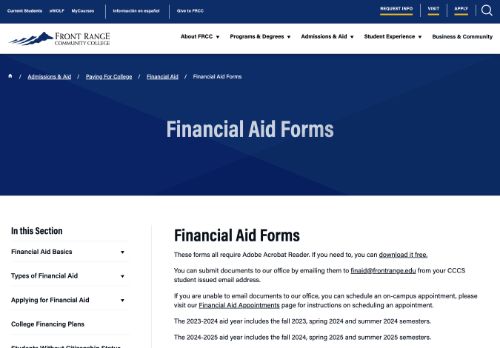 Current Students eWOLF MyCourses Información en español Give to FRCC REQUEST INFO VISIT APPLY
FRONT RANGE
COMMUNITY COLLEGE
About FRCC Programs & Degrees Admissions & Aid Student Experience Business & Community
/ Admissions & Aid / Paying For College / Financial Aid / Financial Aid Forms
Financial Aid Forms
In this Section
Financial Aid Basics
Types of Financial Aid
Applying for Financial Aid
College Financing Plans
Students Without Citizenship Status
Financial Aid Forms
These forms all require Adobe Acrobat Reader. If you need to, you can download it free.
You can submit documents to our office by emailing them to finaid@frontrange.edu from your CCCS
student issued email address.
If you are unable to email documents to our office, you can schedule an on-campus appointment, please
visit our Financial Aid Appointments page for instructions on scheduling an appointment.
The 2023-2024 aid year includes the fall 2023, spring 2024 and summer 2024 semesters.
The 2024-2025 aid year includes the fall 2024, spring 2025 and summer 2025 semesters.